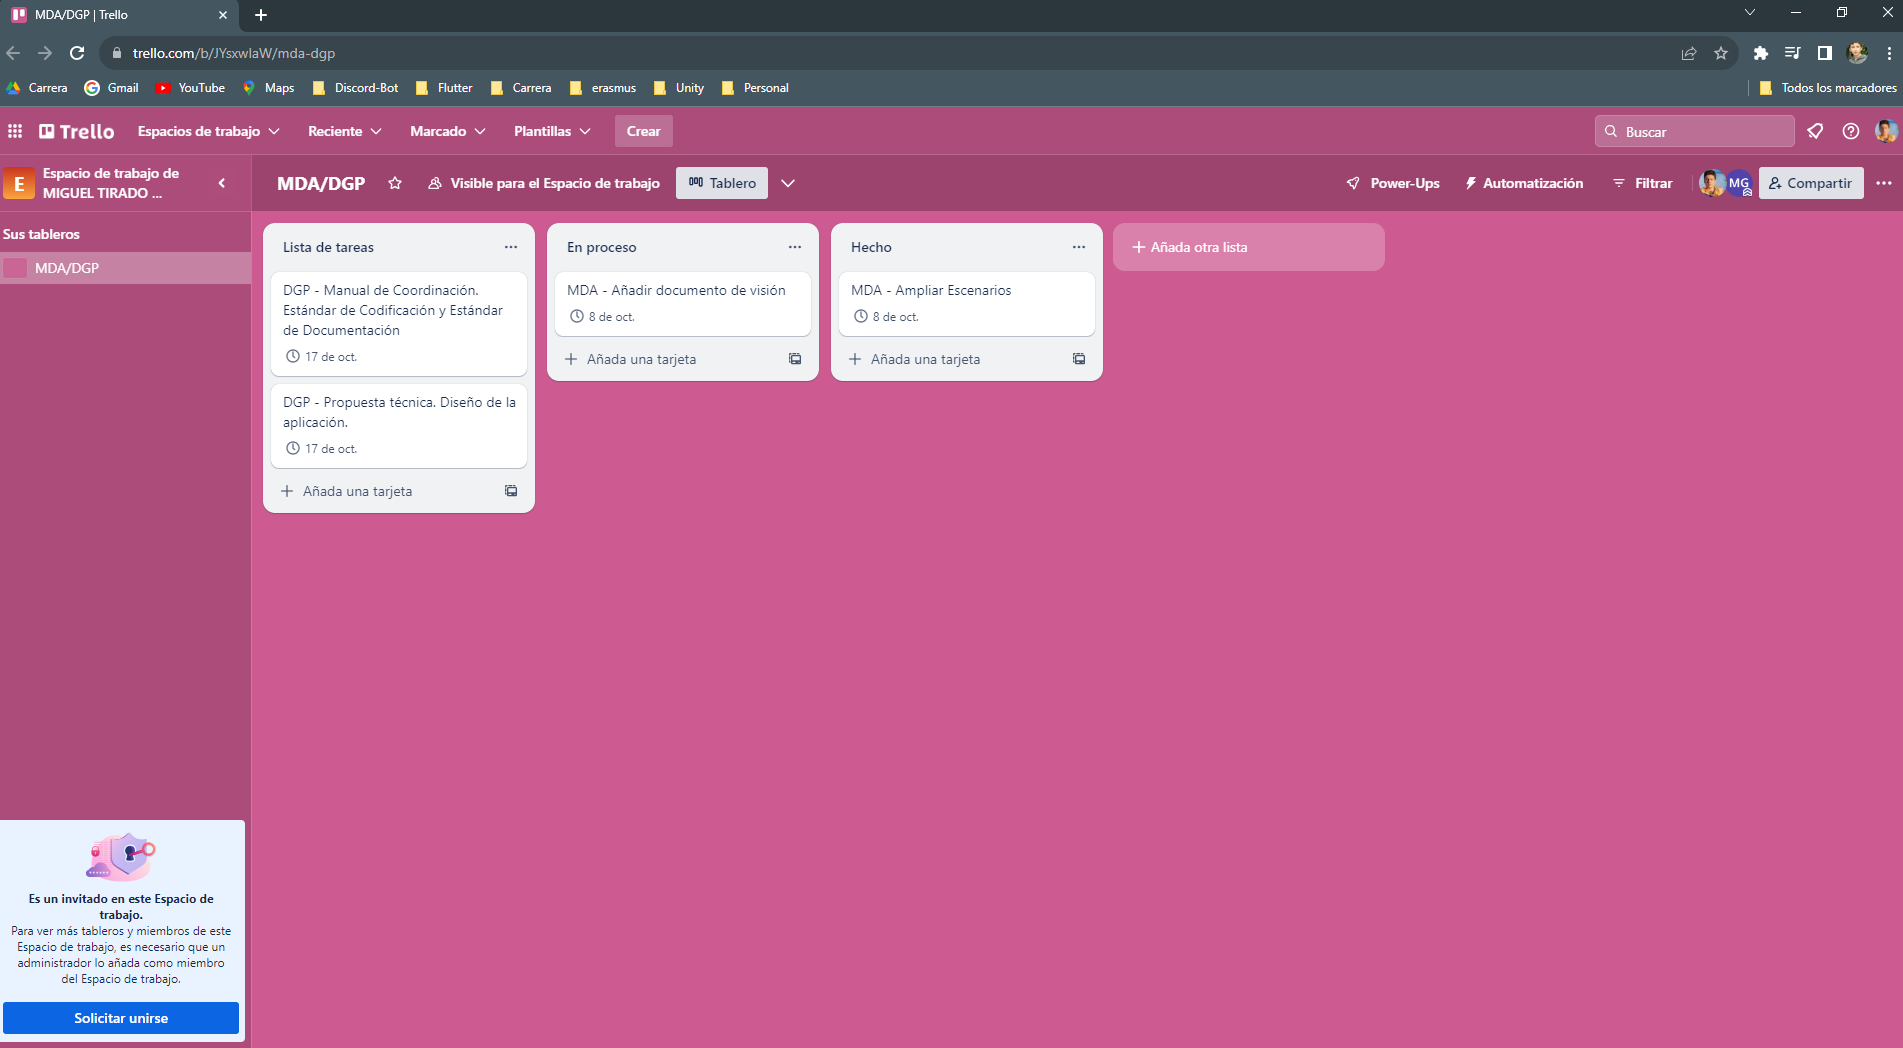 MDA/DGP | Trello
trello.com/b/JYsxwlaW/mda-dgp
Carrera
Gmail
YouTube
Maps
Discord-Bot
Flutter
Carrera
erasmus
Unity
Personal
Todos los marcadores
Trello
Espacios de trabajo
Reciente
Marcado
Plantillas
Crear
Buscar
E
Espacio de trabajo de
MIGUEL TIRADO ...
MDA/DGP
Visible para el Espacio de trabajo
Tablero
Power-Ups
Automatización
Filtrar
MG
Compartir
Sus tableros
MDA/DGP
Lista de tareas
DGP - Manual de Coordinación.
Estándar de Codificación y Estándar
de Documentación
17 de oct.
DGP - Propuesta técnica. Diseño de la
aplicación.
17 de oct.
Añada una tarjeta
En proceso
MDA - Añadir documento de visión
8 de oct.
Añada una tarjeta
Hecho
MDA - Ampliar Escenarios
8 de oct.
Añada una tarjeta
Añada otra lista
Es un invitado en este Espacio de
trabajo.
Para ver más tableros y miembros de este
Espacio de trabajo, es necesario que un
administrador lo añada como miembro
del Espacio de trabajo.
Solicitar unirse